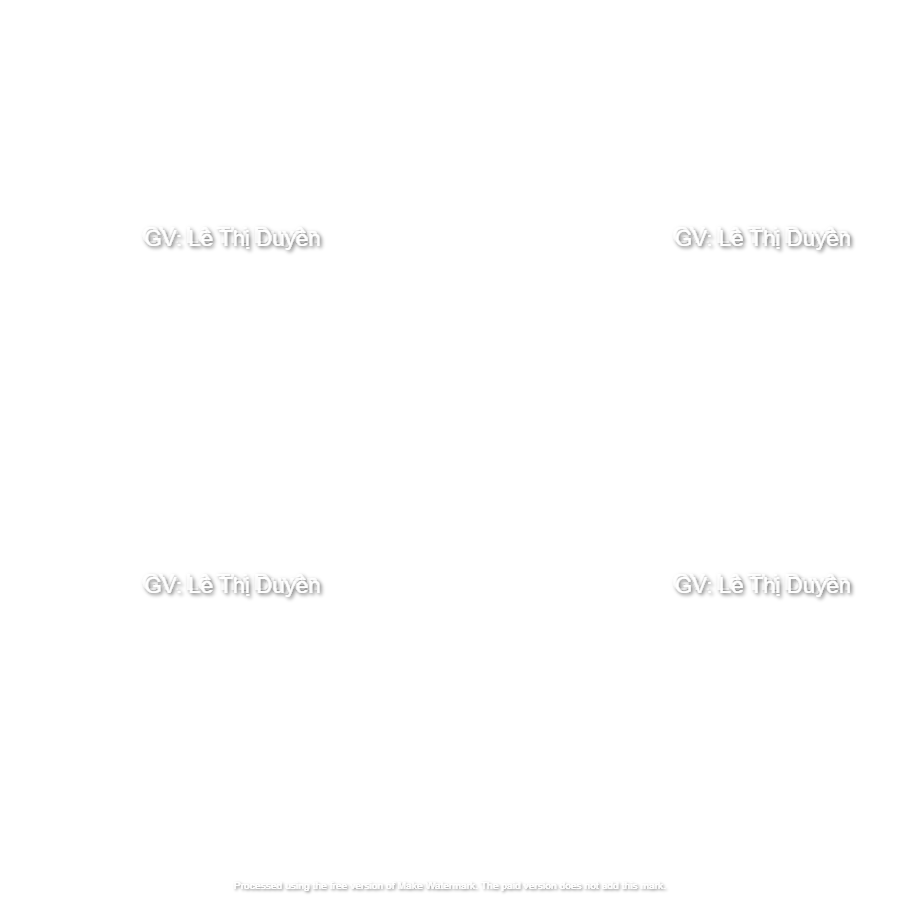 GV: Lê Thị Duyên GV: Lê Thị Duyên
GV: Lê Thị Duyên GV: Lê Thị Duyên
Processed using the free version of Make Watermark. The paid version does not add this mark.